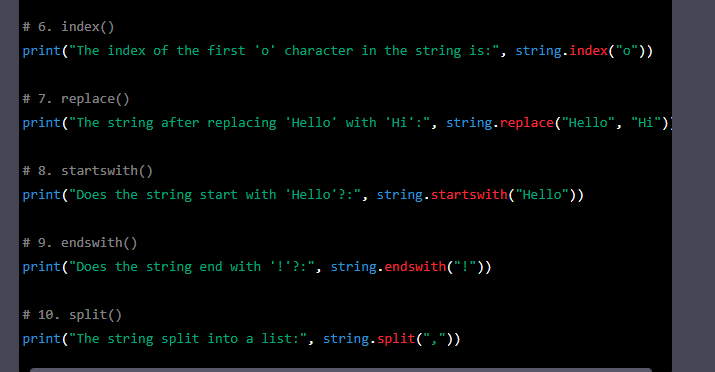 # 6. index()
print("The index of the first 'o' character in the string is:", string.index("o"))
# 7. replace()
print("The string after replacing 'Hello' with 'Hi':", string.replace("Hello", "Hi"))
# 8. startswith()
print("Does the string start with 'Hello'?:", string.startswith("Hello"))
# 9. endswith()
print("Does the string end with '!'?:", string.endswith("!"))
# 10. split()
print("The string split into a list:", string.split(","))